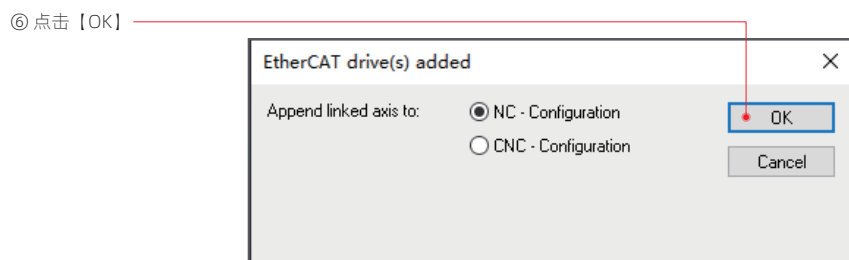 ⑥ 点击【OK】
EtherCAT drive(s) added
Append linked axis to:
NC - Configuration
OK
CNC - Configuration
Cancel